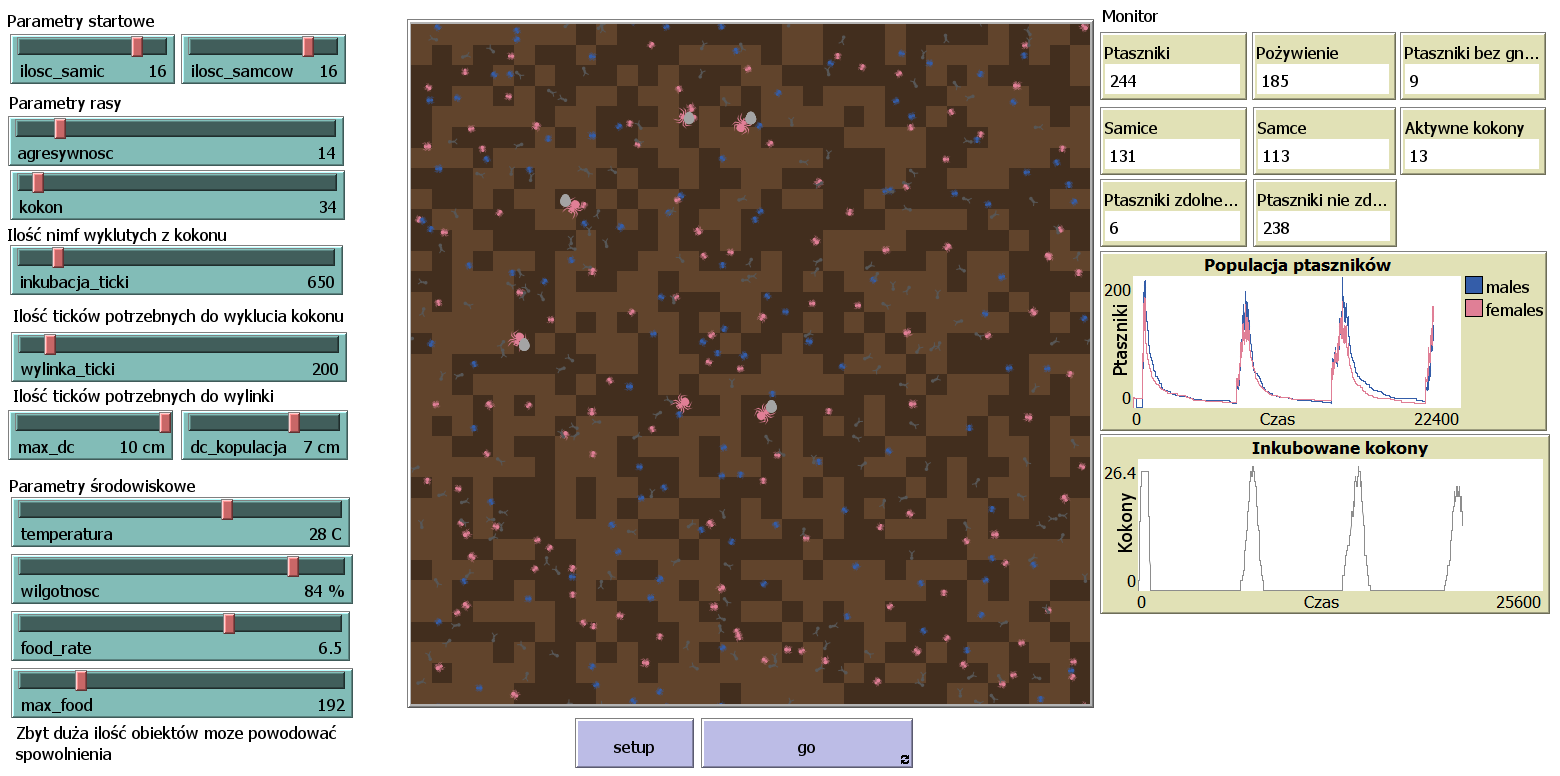 Parametry startowe
ilosc_samic 16
ilosc_samcow 16
Parametry rasy
agresywnosc 14
kokon 34
Ilość nimf wyklutych z kokonu
inkubacja_ticki 650
Ilość ticków potrzebnych do wyklucia kokonu
wylinka_ticki 200
Ilość ticków potrzebnych do wylinki
max_dc 10 cm
dc_kopulacja 7 cm
Parametry środowiskowe
temperatura 28 C
wilgotnosc 84 %
food_rate 6.5
max_food 192
Zbyt duża ilość obiektów moze powodować
spowolnienia
setup
go
Monitor
Ptaszniki
244
Pożywienie
185
Ptaszniki bez gn...
9
Samice
131
Samce
113
Aktywne kokony
13
Ptaszniki zdolne...
6
Ptaszniki nie zd...
238
Populacja ptaszników
200
Ptaszniki
0
0
Czas
22400
males
females
Inkubowane kokony
26.4
Kokony
0
0
Czas
25600